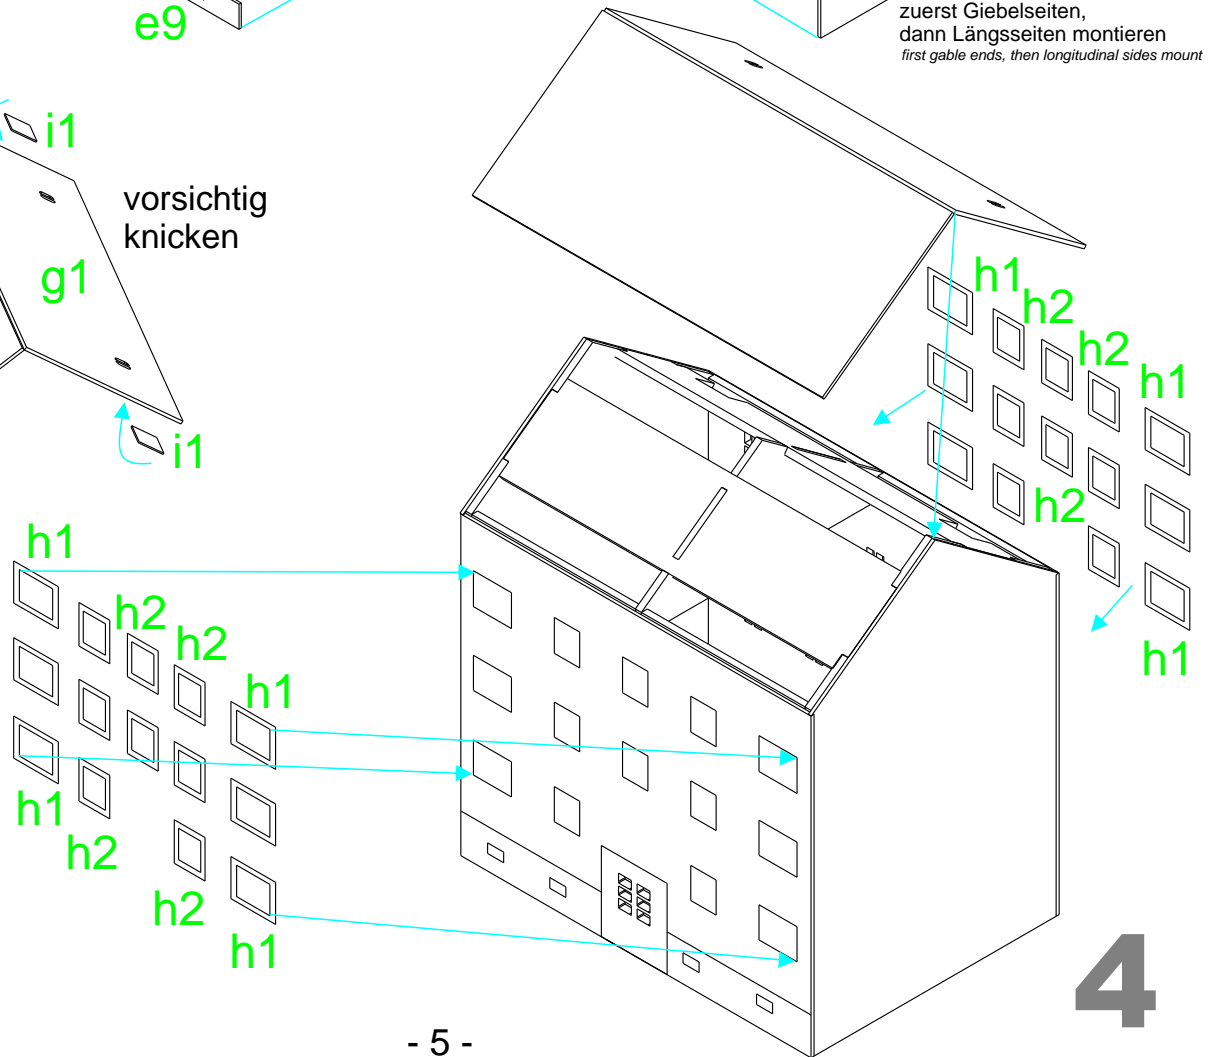 e9
zuerst Giebelseiten,
dann Längsseiten montieren
first gable ends, then longitudinal sides mount
i1
vorsichtig
knicken
g1
i1
h1
h2
h2
h1
h2
h1
h1
h2
h2
h1
h1
h2
h2
h1
4
- 5 -